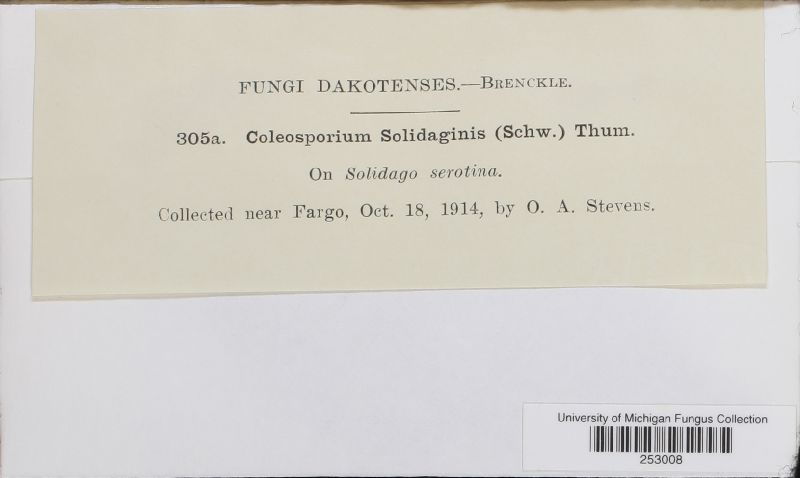 FUNGI DAKOTENSES.—BRENCKLE.
305a. Coleosporium Solidaginis (Schw.) Thum.
On Solidago serotina.
Collected near Fargo, Oct. 18, 1914, by O. A. Stevens.
University of Michigan Fungus Collection
253008